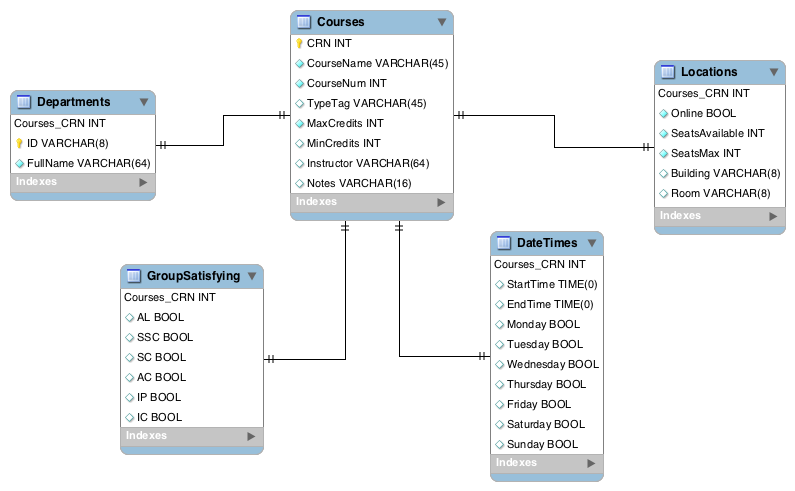 Courses
CRN INT
CourseName VARCHAR(45)
CourseNum INT
TypeTag VARCHAR(45)
MaxCredits INT
MinCredits INT
Instructor VARCHAR(64)
Notes VARCHAR(16)
Indexes
Departments
Courses_CRN INT
ID VARCHAR(8)
FullName VARCHAR(64)
Indexes
Locations
Courses_CRN INT
Online BOOL
SeatsAvailable INT
SeatsMax INT
Building VARCHAR(8)
Room VARCHAR(8)
Indexes
GroupSatisfying
Courses_CRN INT
AL BOOL
SSC BOOL
SC BOOL
AC BOOL
IP BOOL
IC BOOL
Indexes
DateTimes
Courses_CRN INT
StartTime TIME(0)
EndTime TIME(0)
Monday BOOL
Tuesday BOOL
Wednesday BOOL
Thursday BOOL
Friday BOOL
Saturday BOOL
Sunday BOOL
Indexes